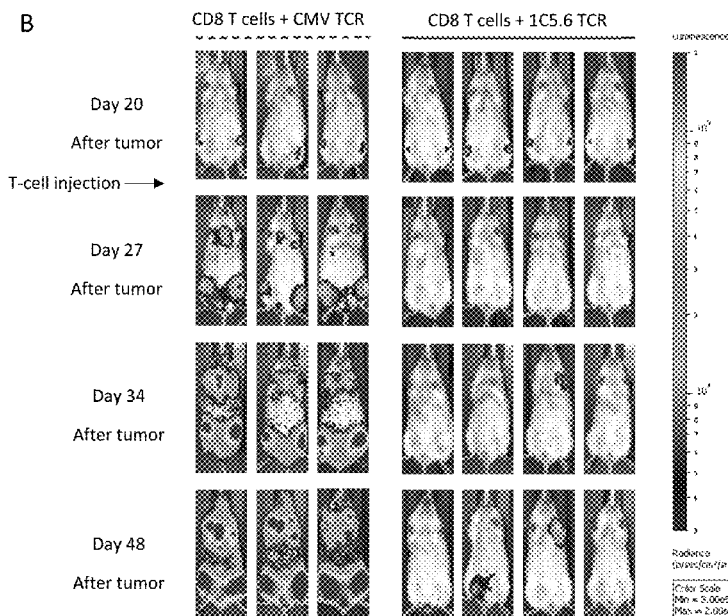 B
CD8 T cells + CMV TCR
CD8 T cells + 1C5.6 TCR
Luminescence
Day 20
After tumor
T-cell injection
Day 27
After tumor
Day 34
After tumor
Day 48
After tumor
Radiance
Color Scale